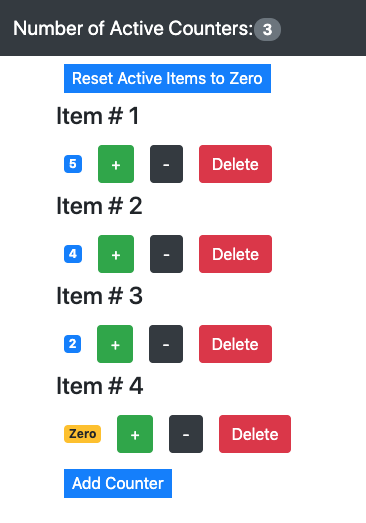 Number of Active Counters: 3
Reset Active Items to Zero
Item # 1
5 + - Delete
Item # 2
4 + - Delete
Item # 3
2 + - Delete
Item # 4
Zero + - Delete
Add Counter